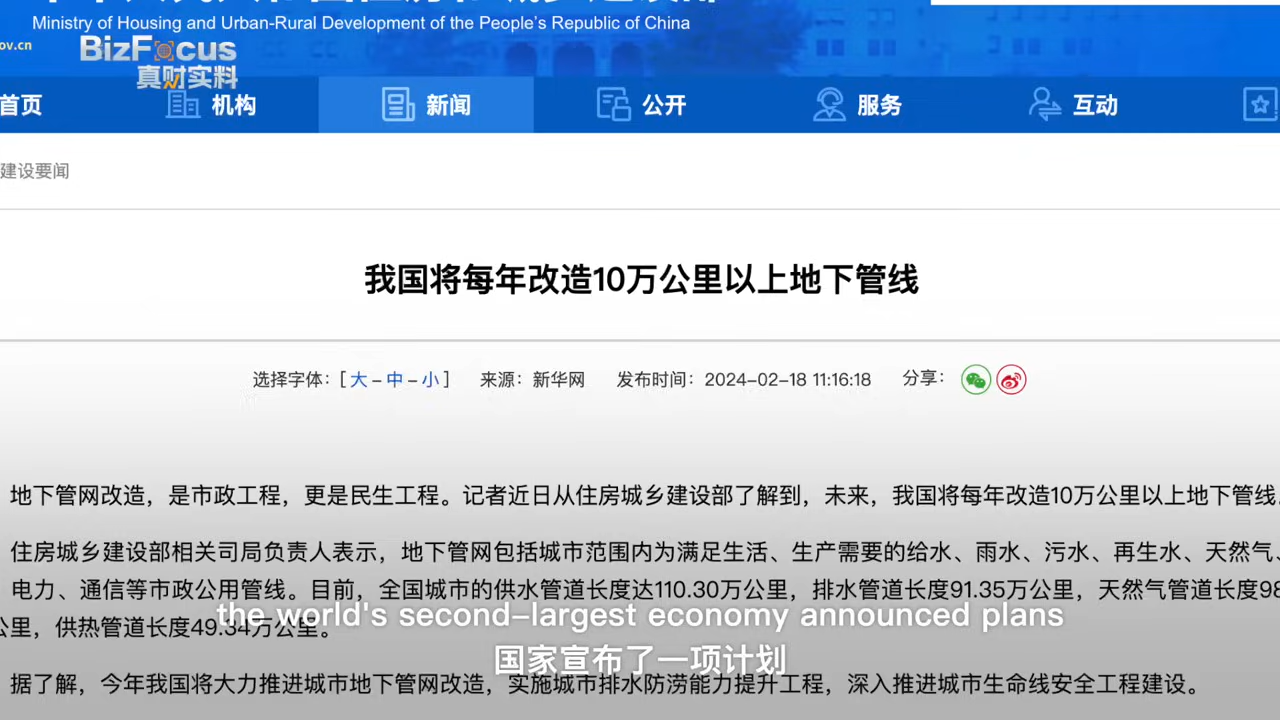 Ministry of Housing and Urban-Rural Development of the People's Republic of China
ov.cn
BizFocus
真财实料
首页 机构 新闻 公开 服务 互动
建设要闻
我国将每年改造10万公里以上地下管线
选择字体：[ 大 – 中 – 小 ] 来源：新华网 发布时间：2024-02-18 11:16:18 分享：
地下管网改造，是市政工程，更是民生工程。记者近日从住房城乡建设部了解到，未来，我国将每年改造10万公里以上地下管线
住房城乡建设部相关司局负责人表示，地下管网包括城市范围内为满足生活、生产需要的给水、雨水、污水、再生水、天然气、
电力、通信等市政公用管线。目前，全国城市的供水管道长度达110.30万公里，排水管道长度91.35万公里，天然气管道长度98
公里，供热管道长度49.34万公里。
the world's second-largest economy announced plans
国家宣布了一项计划
据了解，今年我国将大力推进城市地下管网改造，实施城市排水防涝能力提升工程，深入推进城市生命线安全工程建设。